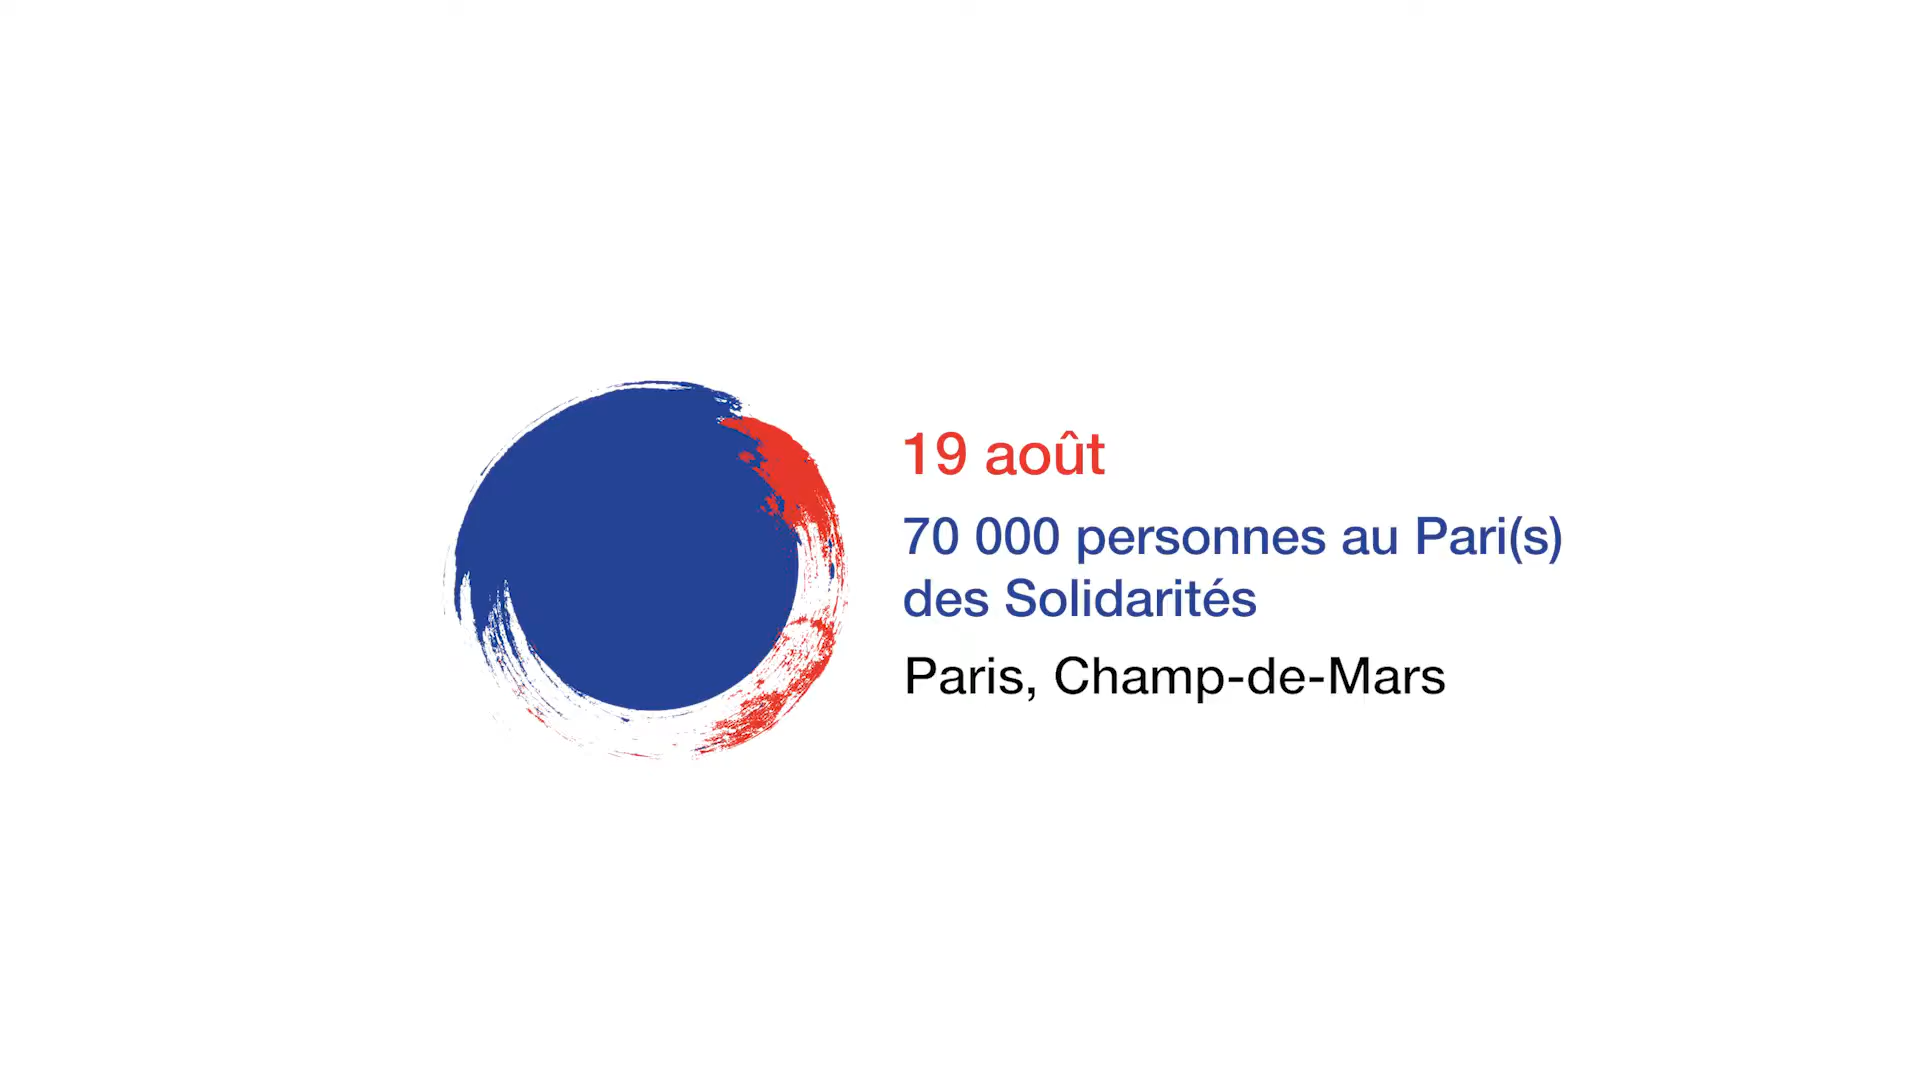 19 août
70 000 personnes au Pari(s)
des Solidarités
Paris, Champ-de-Mars